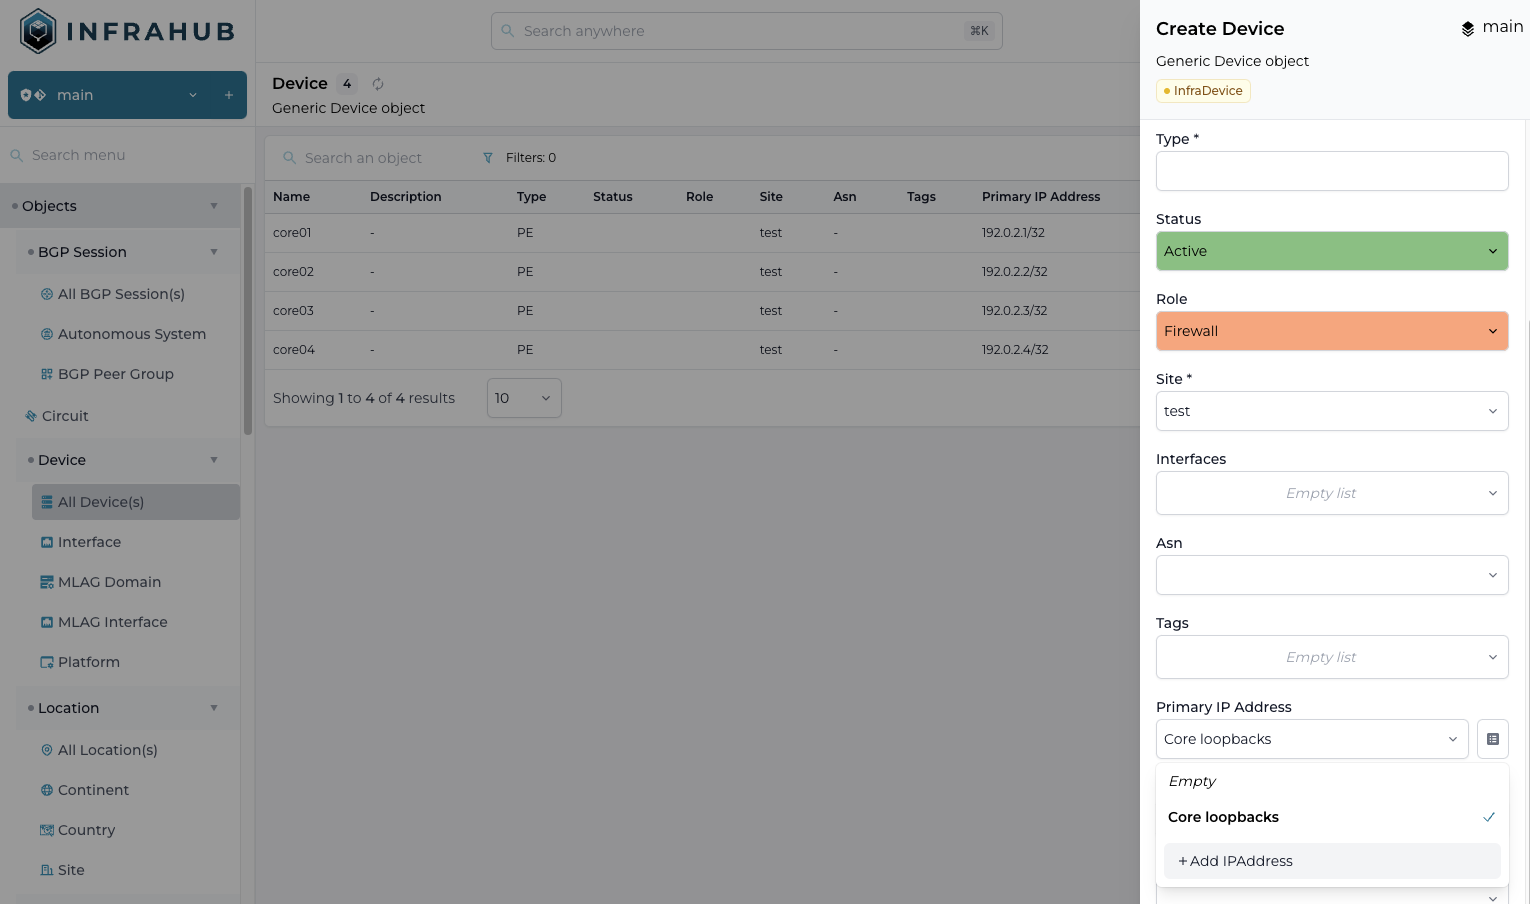 INFRAHUB
main
+
Search menu
Objects
BGP Session
All BGP Session(s)
Autonomous System
BGP Peer Group
Circuit
Device
All Device(s)
Interface
MLAG Domain
MLAG Interface
Platform
Location
All Location(s)
Continent
Country
Site
Search anywhere ⌘K
Device 4
Generic Device object
Search an object Filters: 0
Name Description Type Status Role Site Asn Tags Primary IP Address
core01 - PE test - 192.0.2.1/32
core02 - PE test - 192.0.2.2/32
core03 - PE test - 192.0.2.3/32
core04 - PE test - 192.0.2.4/32
Showing 1 to 4 of 4 results 10
Create Device main
Generic Device object
InfraDevice
Type *
Status
Active
Role
Firewall
Site *
test
Interfaces
Empty list
Asn
Tags
Empty list
Primary IP Address
Core loopbacks
Empty
Core loopbacks
+ Add IPAddress